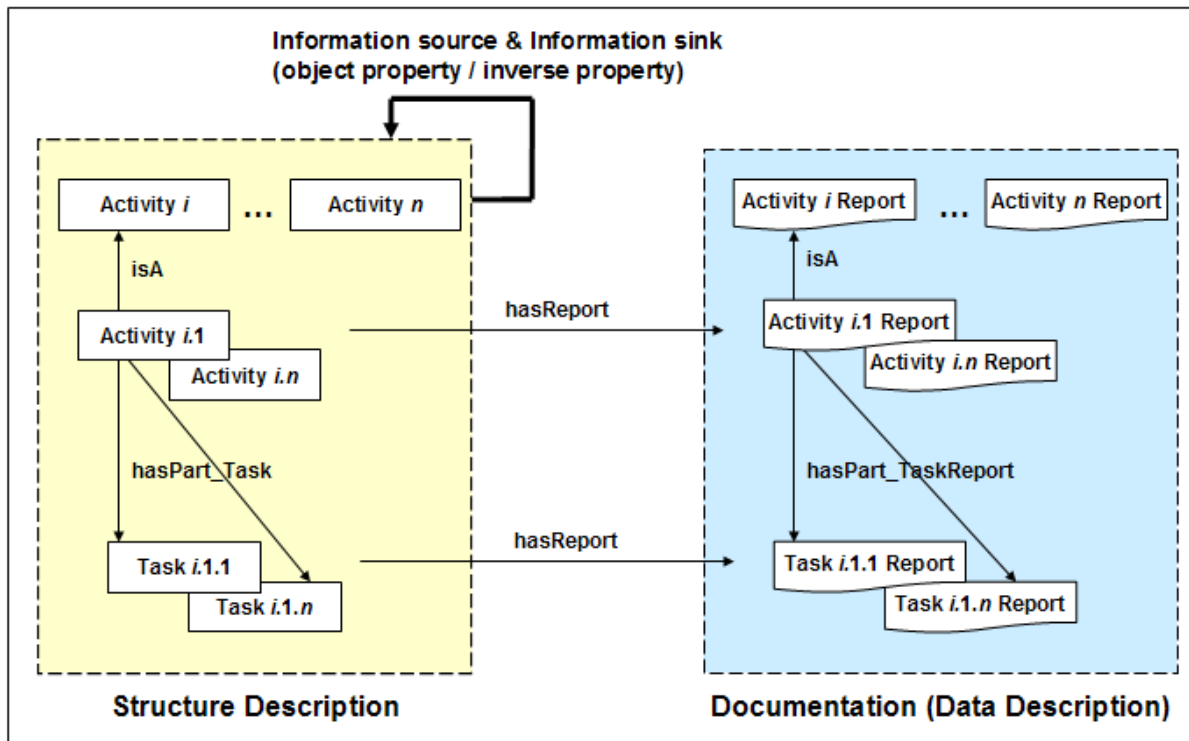 Information source & Information sink
(object property / inverse property)
Activity i
...
Activity n
isA
Activity i.1
Activity i.n
hasPart_Task
Task i.1.1
Task i.1.n
hasReport
hasReport
Activity i Report
...
Activity n Report
isA
Activity i.1 Report
Activity i.n Report
hasPart_TaskReport
Task i.1.1 Report
Task i.1.n Report
Structure Description
Documentation (Data Description)